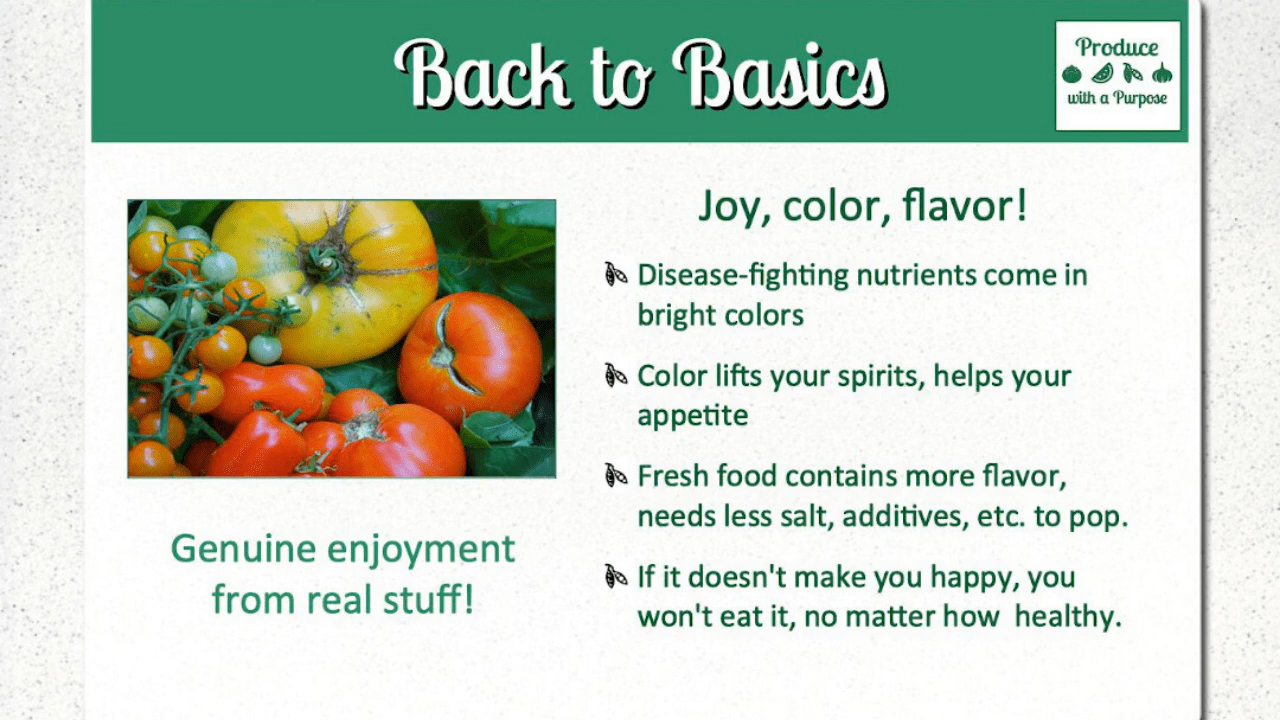 Back to Basics
Produce
with a Purpose
Joy, color, flavor!
Disease-fighting nutrients come in
bright colors
Color lifts your spirits, helps your
appetite
Fresh food contains more flavor,
needs less salt, additives, etc. to pop.
If it doesn't make you happy, you
won't eat it, no matter how  healthy.
Genuine enjoyment
from real stuff!